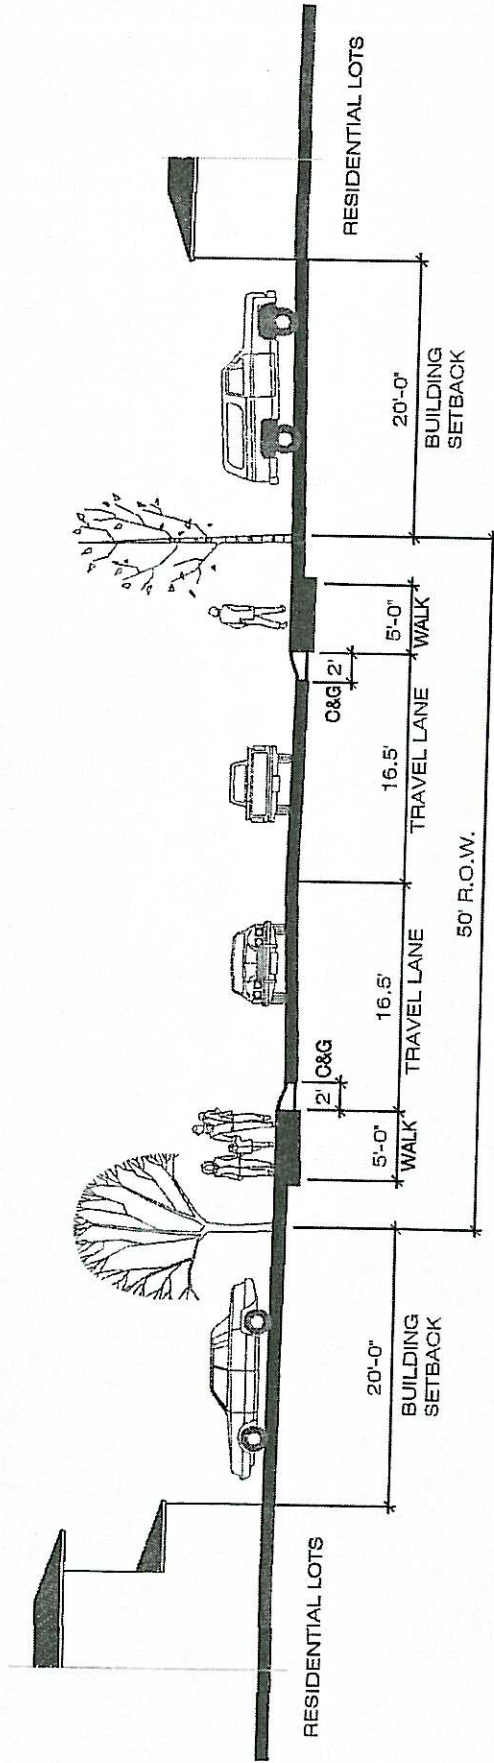 RESIDENTIAL LOTS
20'-0"
BUILDING
SETBACK
5'-0"
WALK
2'
C&G
16.5'
TRAVEL LANE
50' R.O.W.
16.5'
TRAVEL LANE
C&G
2'
5'-0"
WALK
20'-0"
BUILDING
SETBACK
RESIDENTIAL LOTS